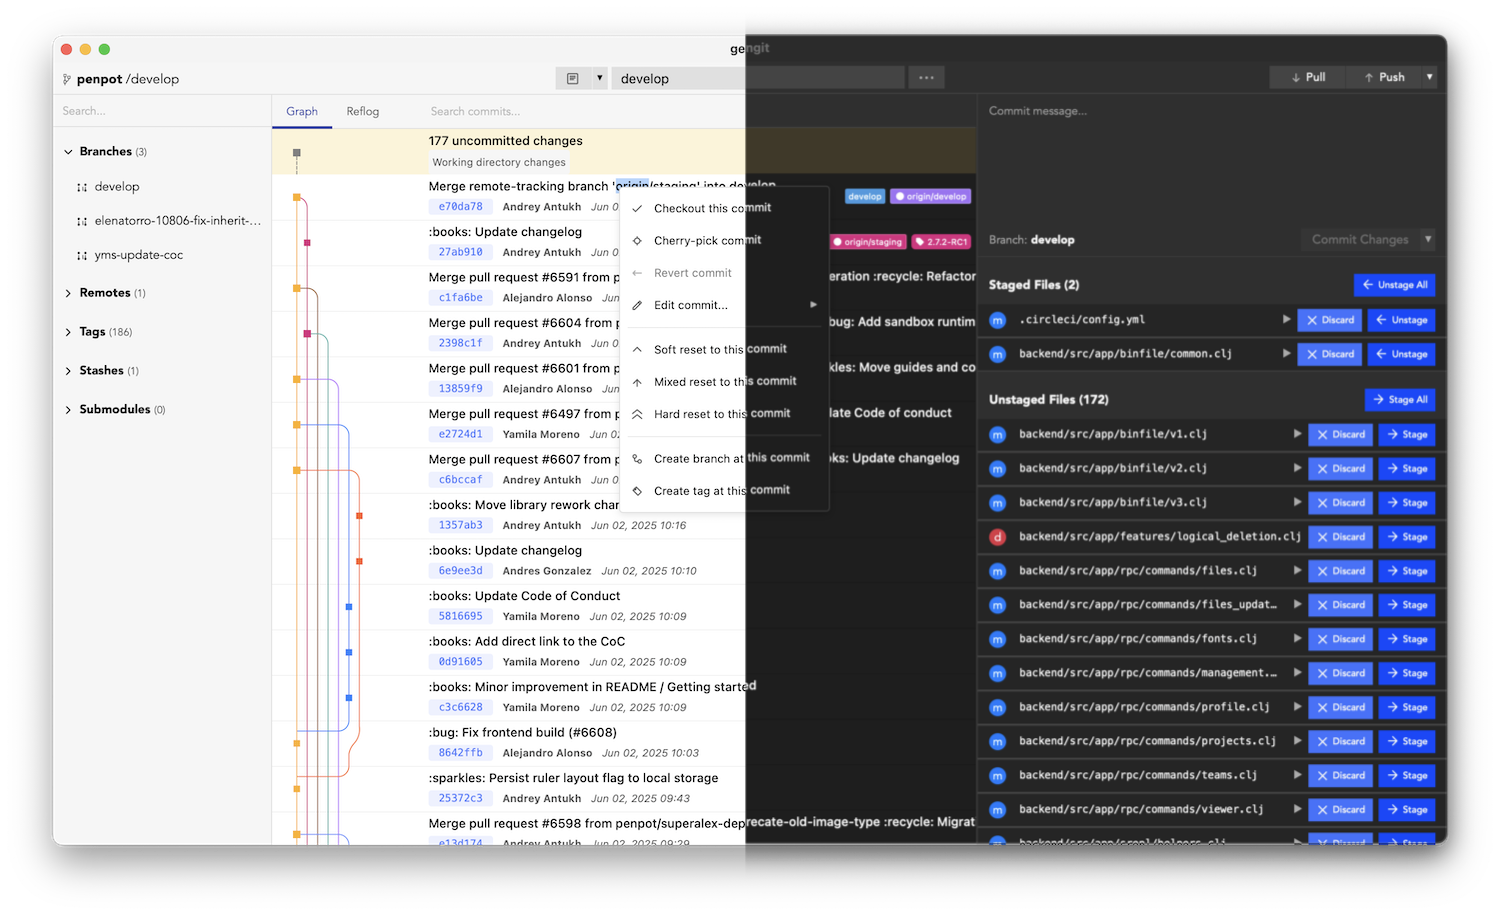 gengit
penpot /develop
develop
...
Pull
Push
Search...
Graph
Reflog
Search commits...
Branches (3)
develop
elenatorro-10806-fix-inherit-...
yms-update-coc
Remotes (1)
Tags (186)
Stashes (1)
Submodules (0)
177 uncommitted changes
Working directory changes
Merge remote-tracking branch 'origin/staging' into develop
e70da78 Andrey Antukh Jun 0
develop origin/develop
:books: Update changelog
27ab910 Andrey Antukh Jun
origin/staging 2.7.2-RC1
Merge pull request #6591 from p
eration :recycle: Refactor
c1fa6be Alejandro Alonso Jun
Merge pull request #6604 from p
bug: Add sandbox runtim
2398c1f Andrey Antukh Jun 0
Merge pull request #6601 from p
kles: Move guides and co
13859f9 Alejandro Alonso Jun
Merge pull request #6497 from p
date Code of conduct
e2724d1 Yamila Moreno Jun 02
Merge pull request #6607 from p
oks: Update changelog
c6bccaf Andrey Antukh Jun 0
:books: Move library rework char
1357ab3 Andrey Antukh Jun 02, 2025 10:16
:books: Update changelog
6e9ee3d Andres Gonzalez Jun 02, 2025 10:10
:books: Update Code of Conduct
5816695 Yamila Moreno Jun 02, 2025 10:09
:books: Add direct link to the CoC
0d91605 Yamila Moreno Jun 02, 2025 10:09
:books: Minor improvement in README / Getting started
c3c6628 Yamila Moreno Jun 02, 2025 10:09
:bug: Fix frontend build (#6608)
8642ffb Alejandro Alonso Jun 02, 2025 10:03
:sparkles: Persist ruler layout flag to local storage
25372c3 Andrey Antukh Jun 02, 2025 09:43
Merge pull request #6598 from penpot/superalex-deprecate-old-image-type :recycle: Migrat
e13d174 Andrey Antukh Jun 02, 2025 09:29
Checkout this commit
Cherry-pick commit
Revert commit
Edit commit...
Soft reset to this commit
Mixed reset to this commit
Hard reset to this commit
Create branch at this commit
Create tag at this commit
Commit message...
Branch: develop
Commit Changes
Staged Files (2)
Unstage All
m .circleci/config.yml Discard Unstage
m backend/src/app/binfile/common.clj Discard Unstage
Unstaged Files (172)
Stage All
m backend/src/app/binfile/v1.clj Discard Stage
m backend/src/app/binfile/v2.clj Discard Stage
m backend/src/app/binfile/v3.clj Discard Stage
d backend/src/app/features/logical_deletion.clj Discard Stage
m backend/src/app/rpc/commands/files.clj Discard Stage
m backend/src/app/rpc/commands/files_updat... Discard Stage
m backend/src/app/rpc/commands/fonts.clj Discard Stage
m backend/src/app/rpc/commands/management.... Discard Stage
m backend/src/app/rpc/commands/profile.clj Discard Stage
m backend/src/app/rpc/commands/projects.clj Discard Stage
m backend/src/app/rpc/commands/teams.clj Discard Stage
m backend/src/app/rpc/commands/viewer.clj Discard Stage
m backend/src/app/srepl/helpers.clj Discard Stage